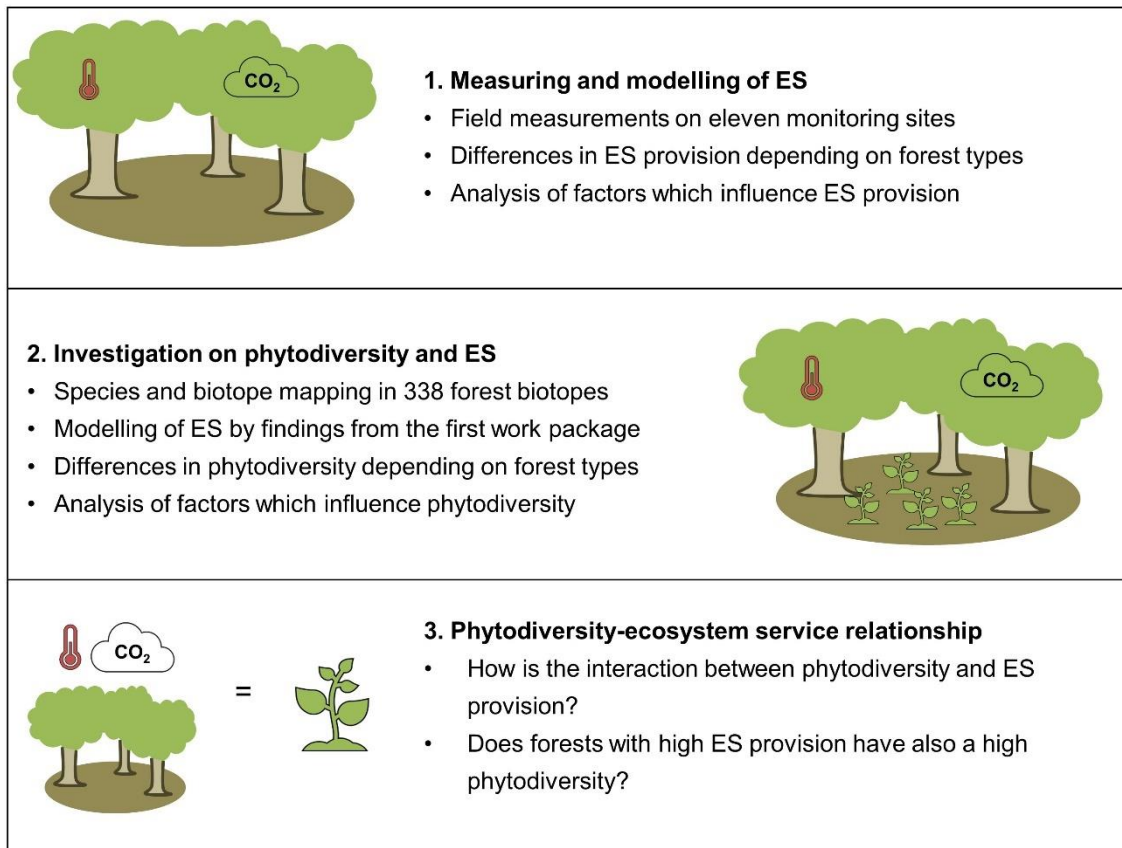 CO₂
1. Measuring and modelling of ES
• Field measurements on eleven monitoring sites
• Differences in ES provision depending on forest types
• Analysis of factors which influence ES provision
2. Investigation on phytodiversity and ES
• Species and biotope mapping in 338 forest biotopes
• Modelling of ES by findings from the first work package
• Differences in phytodiversity depending on forest types
• Analysis of factors which influence phytodiversity
CO₂
CO₂
=
3. Phytodiversity-ecosystem service relationship
• How is the interaction between phytodiversity and ES
provision?
• Does forests with high ES provision have also a high
phytodiversity?